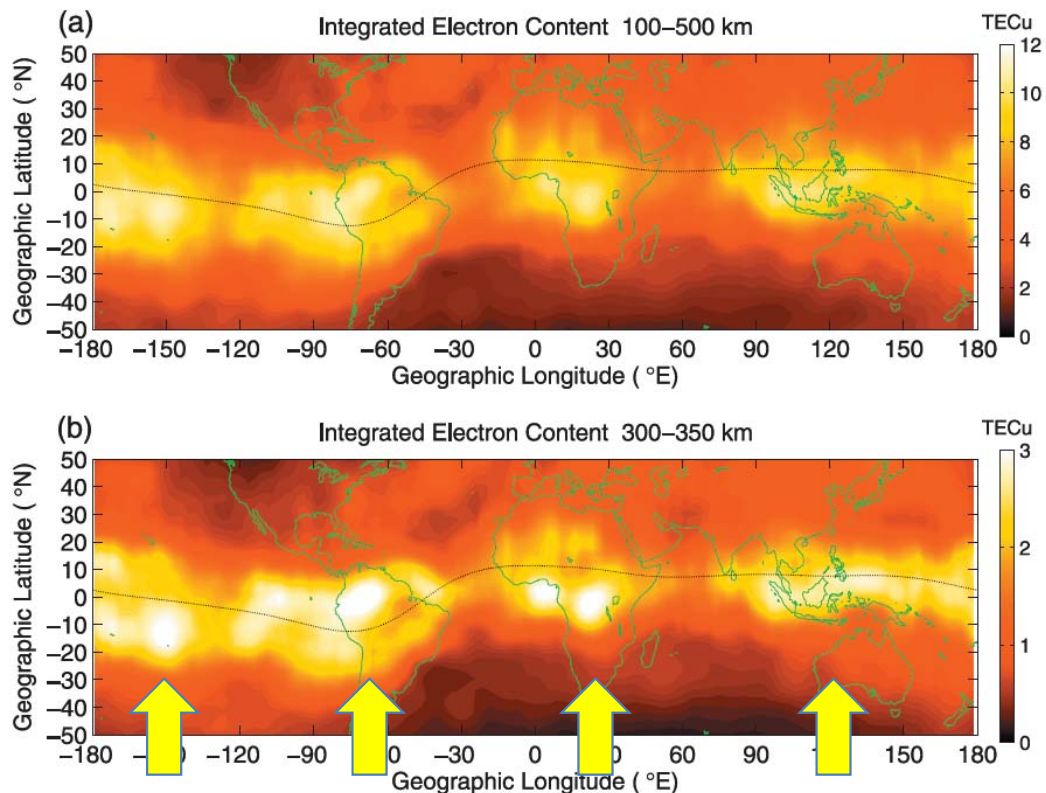 (a) Integrated Electron Content 100–500 km TECu
50 12
40
30 10
20 8
10
0 6
−10
−20 4
−30 2
−40
−50 0
Geographic Latitude ( °N)
−180 −150 −120 −90 −60 −30 0 30 60 90 120 150 180
Geographic Longitude ( °E)
(b) Integrated Electron Content 300–350 km TECu
50 3
40
30
20 2
10
0
−10
−20 1
−30
−40
−50 0
Geographic Latitude ( °N)
−180 −120 −90 −30 0 60 90 150 180
Geographic Longitude ( °E)